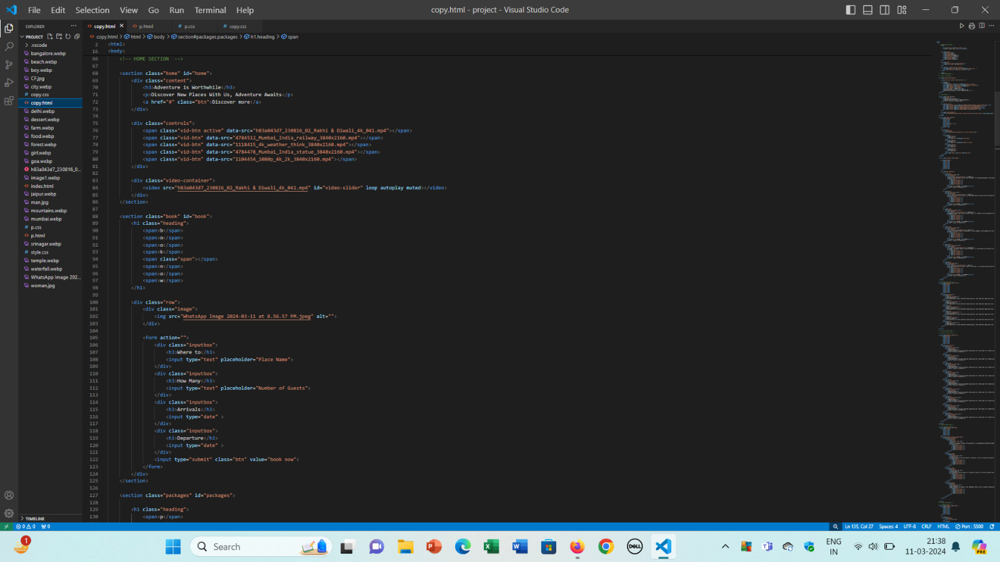 File Edit Selection View Go Run Terminal Help
copy.html - project - Visual Studio Code
EXPLORER
copy.html
p.html
p.css
copy.css
PROJECT
copy.html > html > body > section#packages.packages > h1.heading > span
.vscode
bangalore.webp
beach.webp
boy.webp
CF.jpg
city.webp
copy.css
copy.html
delhi.webp
dessert.webp
farm.webp
food.webp
forest.webp
girl.webp
goa.webp
h83a043d7_230816_0...
image1.webp
index.html
jaipur.webp
man.jpg
mountains.webp
mumbai.webp
p.css
p.html
srinagar.webp
style.css
temple.webp
waterfall.webp
WhatsApp Image 202...
woman.jpg
TIMELINE
2 <html>
16 <body>
66 <!-- HOME SECTION -->
67
68 <section class="home" id="home">
69 <div class="content">
70 <h3>Adventure is Worthwhile</h3>
71 <p>Discover New Places With Us, Adventure Awaits</p>
72 <a href="#" class="btn">Discover more</a>
73 </div>
74
75 <div class="controls">
76 <span class="vid-btn active" data-src="h83a043d7_230816_02_Rakhi & Diwali_4k_041.mp4"></span>
77 <span class="vid-btn" data-src="4784512_Mumbai_India_railway_3840x2160.mp4"></span>
78 <span class="vid-btn" data-src="1118415_4k_weather_think_3840x2160.mp4"></span>
79 <span class="vid-btn" data-src="4784478_Mumbai_India_statue_3840x2160.mp4"></span>
80 <span class="vid-btn" data-src="1104454_1080p_4k_2k_3840x2160.mp4"></span>
81 </div>
82
83 <div class="video-container">
84 <video src="h83a043d7_230816_02_Rakhi & Diwali_4k_041.mp4" id="video-slider" loop autoplay muted></video>
85 </div>
86 </section>
87
88 <section class="book" id="book">
89 <h1 class="heading">
90 <span>b</span>
91 <span>o</span>
92 <span>o</span>
93 <span>k</span>
94 <span class="span"></span>
95 <span>n</span>
96 <span>o</span>
97 <span>w</span>
98 </h1>
99
100 <div class="row">
101 <div class="image">
102 <img src="WhatsApp Image 2024-03-11 at 8.56.57 PM.jpeg" alt="">
103 </div>
104
105 <form action="">
106 <div class="inputbox">
107 <h3>Where to</h3>
108 <input type="text" placeholder="Place Name">
109 </div>
110 <div class="inputbox">
111 <h3>How Many</h3>
112 <input type="text" placeholder="Number of Guests">
113 </div>
114 <div class="inputbox">
115 <h3>Arrivals</h3>
116 <input type="date" >
117 </div>
118 <div class="inputbox">
119 <h3>Departure</h3>
120 <input type="date" >
121 </div>
122 <input type="submit" class="btn" value="book now">
123 </form>
124 </div>
125 </section>
126
127 <section class="packages" id="packages">
128
129 <h1 class="heading">
130 <span>p</span>
0 0 0
Ln 135, Col 27 Spaces: 4 UTF-8 CRLF HTML Port : 5500
1
Search
DELL
ENG
IN
21:38
11-03-2024
PRE